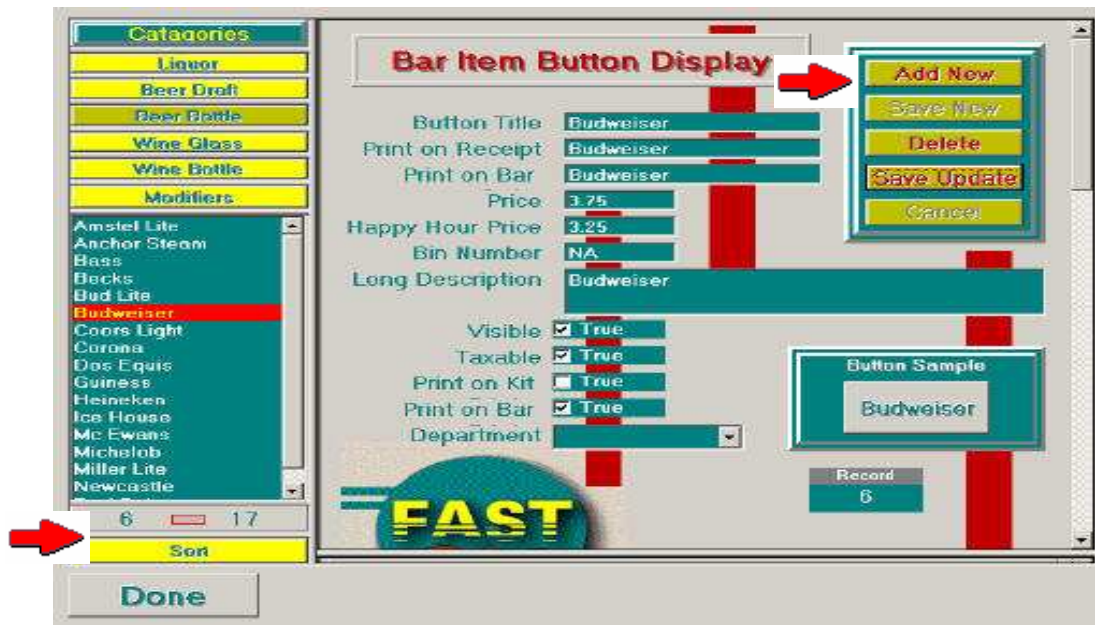 Catagories
Liquor
Beer Draft
Beer Bottle
Wine Glass
Wine Bottle
Modifiers
Amstel Lite
Anchor Steam
Bass
Becks
Bud Lite
Budweiser
Coors Light
Corona
Dos Equis
Guiness
Heineken
Ice House
Mc Ewans
Michelob
Miller Lite
Newcastle
6 17
Sort
Done
Bar Item Button Display
Button Title Budweiser
Print on Receipt Budweiser
Print on Bar Budweiser
Price 3.75
Happy Hour Price 3.25
Bin Number NA
Long Description Budweiser
Visible True
Taxable True
Print on Kit True
Print on Bar True
Department
FAST
Add New
Save New
Delete
Save Update
Cancel
Button Sample
Budweiser
Record
6